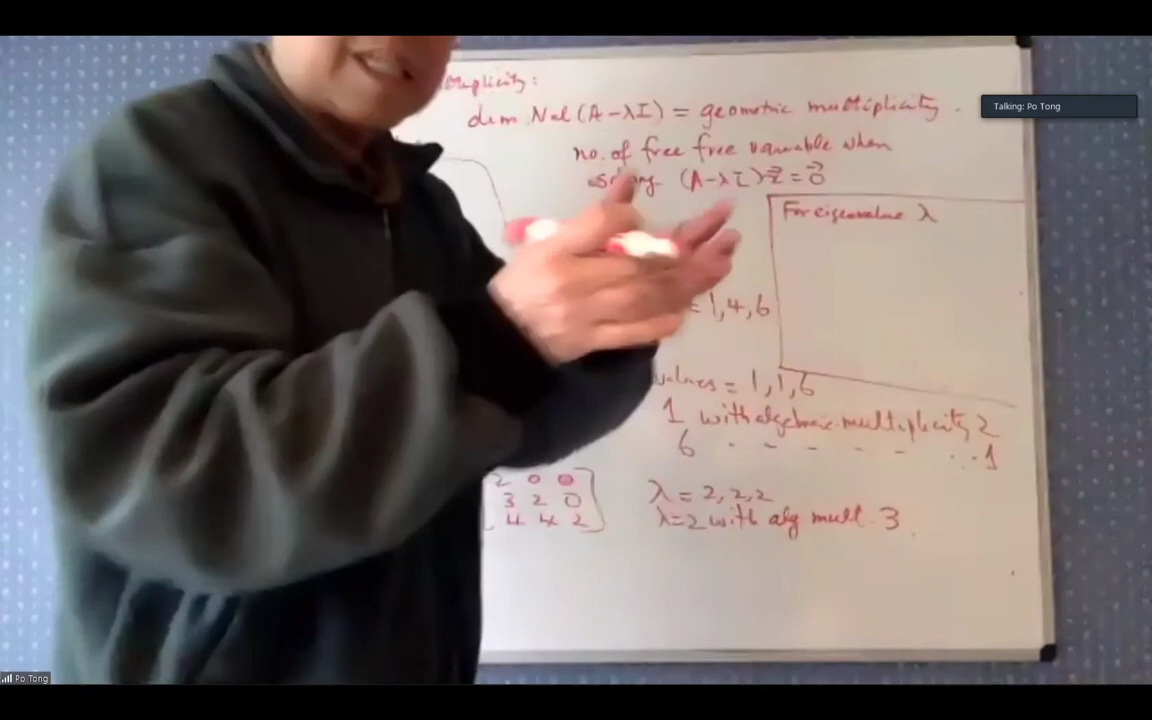 multiplicity:
dim Nul (A-λI) = geometric multiplicity.
no. of free free variable when
solving (A-λI)x⃗ = 0⃗
For eigenvalue λ
= 1,4,6
values = 1,1,6
1 with algebraic multiplicity 2
6 - - - - - - - 1
2 0 0
3 2 0
4 4 2
λ = 2,2,2
λ=2 with alg mult. 3
Talking: Po Tong
Po Tong